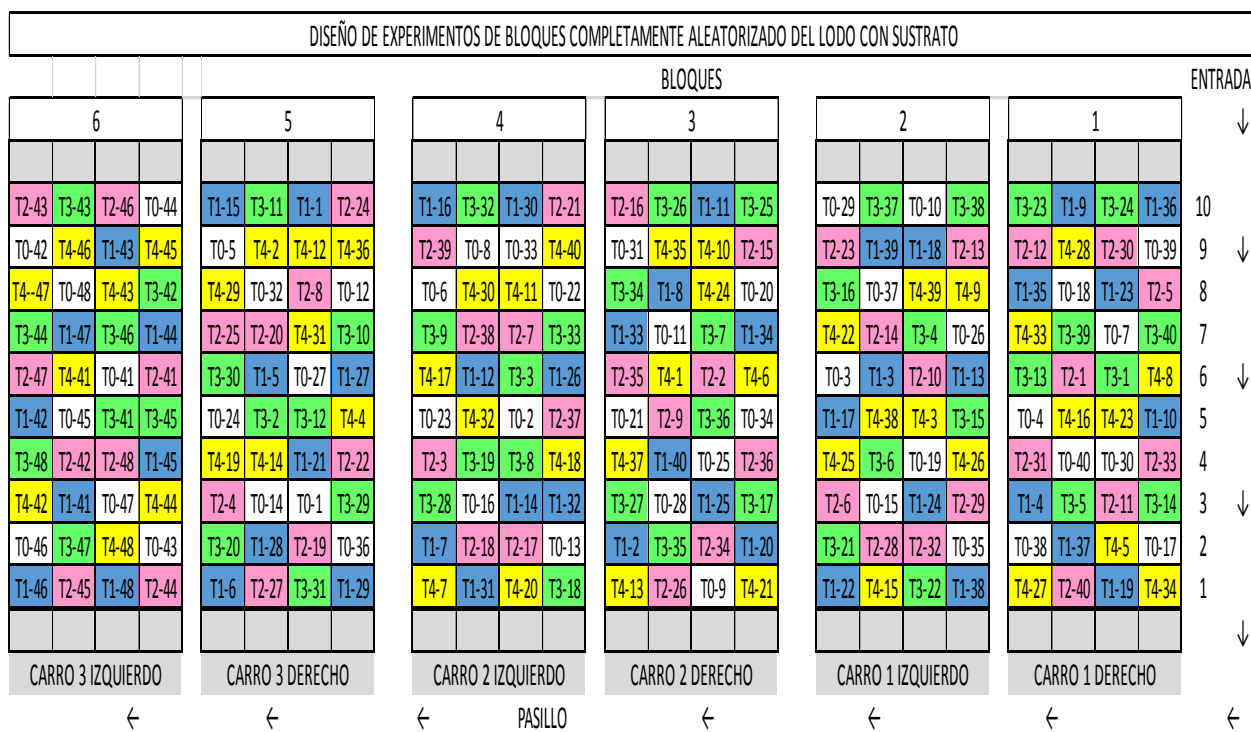 DISEÑO DE EXPERIMENTOS DE BLOQUES COMPLETAMENTE ALEATORIZADO DEL LODO CON SUSTRATO
BLOQUES ENTRADA
6 5 4 3 2 1 ↓
T2-43 T3-43 T2-46 T0-44 T1-15 T3-11 T1-1 T2-24 T1-16 T3-32 T1-30 T2-21 T2-16 T3-26 T1-11 T3-25 T0-29 T3-37 T0-10 T3-38 T3-23 T1-9 T3-24 T1-36 10
T0-42 T4-46 T1-43 T4-45 T0-5 T4-2 T4-12 T4-36 T2-39 T0-8 T0-33 T4-40 T0-31 T4-35 T4-10 T2-15 T2-23 T1-39 T1-18 T2-13 T2-12 T4-28 T2-30 T0-39 9 ↓
T4--47 T0-48 T4-43 T3-42 T4-29 T0-32 T2-8 T0-12 T0-6 T4-30 T4-11 T0-22 T3-34 T1-8 T4-24 T0-20 T3-16 T0-37 T4-39 T4-9 T1-35 T0-18 T1-23 T2-5 8
T3-44 T1-47 T3-46 T1-44 T2-25 T2-20 T4-31 T3-10 T3-9 T2-38 T2-7 T3-33 T1-33 T0-11 T3-7 T1-34 T4-22 T2-14 T3-4 T0-26 T4-33 T3-39 T0-7 T3-40 7
T2-47 T4-41 T0-41 T2-41 T3-30 T1-5 T0-27 T1-27 T4-17 T1-12 T3-3 T1-26 T2-35 T4-1 T2-2 T4-6 T0-3 T1-3 T2-10 T1-13 T3-13 T2-1 T3-1 T4-8 6 ↓
T1-42 T0-45 T3-41 T3-45 T0-24 T3-2 T3-12 T4-4 T0-23 T4-32 T0-2 T2-37 T0-21 T2-9 T3-36 T0-34 T1-17 T4-38 T4-3 T3-15 T0-4 T4-16 T4-23 T1-10 5
T3-48 T2-42 T2-48 T1-45 T4-19 T4-14 T1-21 T2-22 T2-3 T3-19 T3-8 T4-18 T4-37 T1-40 T0-25 T2-36 T4-25 T3-6 T0-19 T4-26 T2-31 T0-40 T0-30 T2-33 4
T4-42 T1-41 T0-47 T4-44 T2-4 T0-14 T0-1 T3-29 T3-28 T0-16 T1-14 T1-32 T3-27 T0-28 T1-25 T3-17 T2-6 T0-15 T1-24 T2-29 T1-4 T3-5 T2-11 T3-14 3 ↓
T0-46 T3-47 T4-48 T0-43 T3-20 T1-28 T2-19 T0-36 T1-7 T2-18 T2-17 T0-13 T1-2 T3-35 T2-34 T1-20 T3-21 T2-28 T2-32 T0-35 T0-38 T1-37 T4-5 T0-17 2
T1-46 T2-45 T1-48 T2-44 T1-6 T2-27 T3-31 T1-29 T4-7 T1-31 T4-20 T3-18 T4-13 T2-26 T0-9 T4-21 T1-22 T4-15 T3-22 T1-38 T4-27 T2-40 T1-19 T4-34 1
↓
CARRO 3 IZQUIERDO CARRO 3 DERECHO CARRO 2 IZQUIERDO CARRO 2 DERECHO CARRO 1 IZQUIERDO CARRO 1 DERECHO
← ← ← PASILLO ← ← ← ←